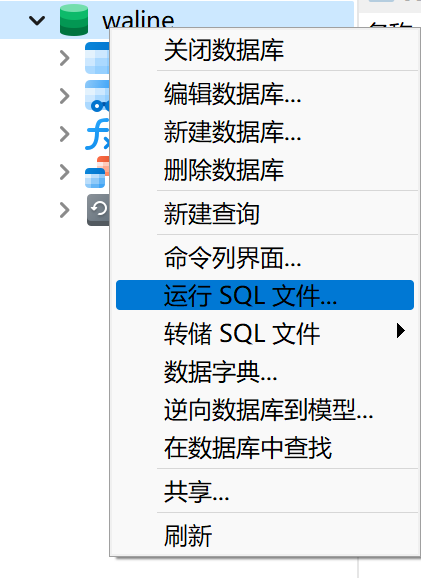 waline
关闭数据库
编辑数据库...
新建数据库...
删除数据库
新建查询
命令列界面...
运行 SQL 文件...
转储 SQL 文件
数据字典...
逆向数据库到模型...
在数据库中查找
共享...
刷新